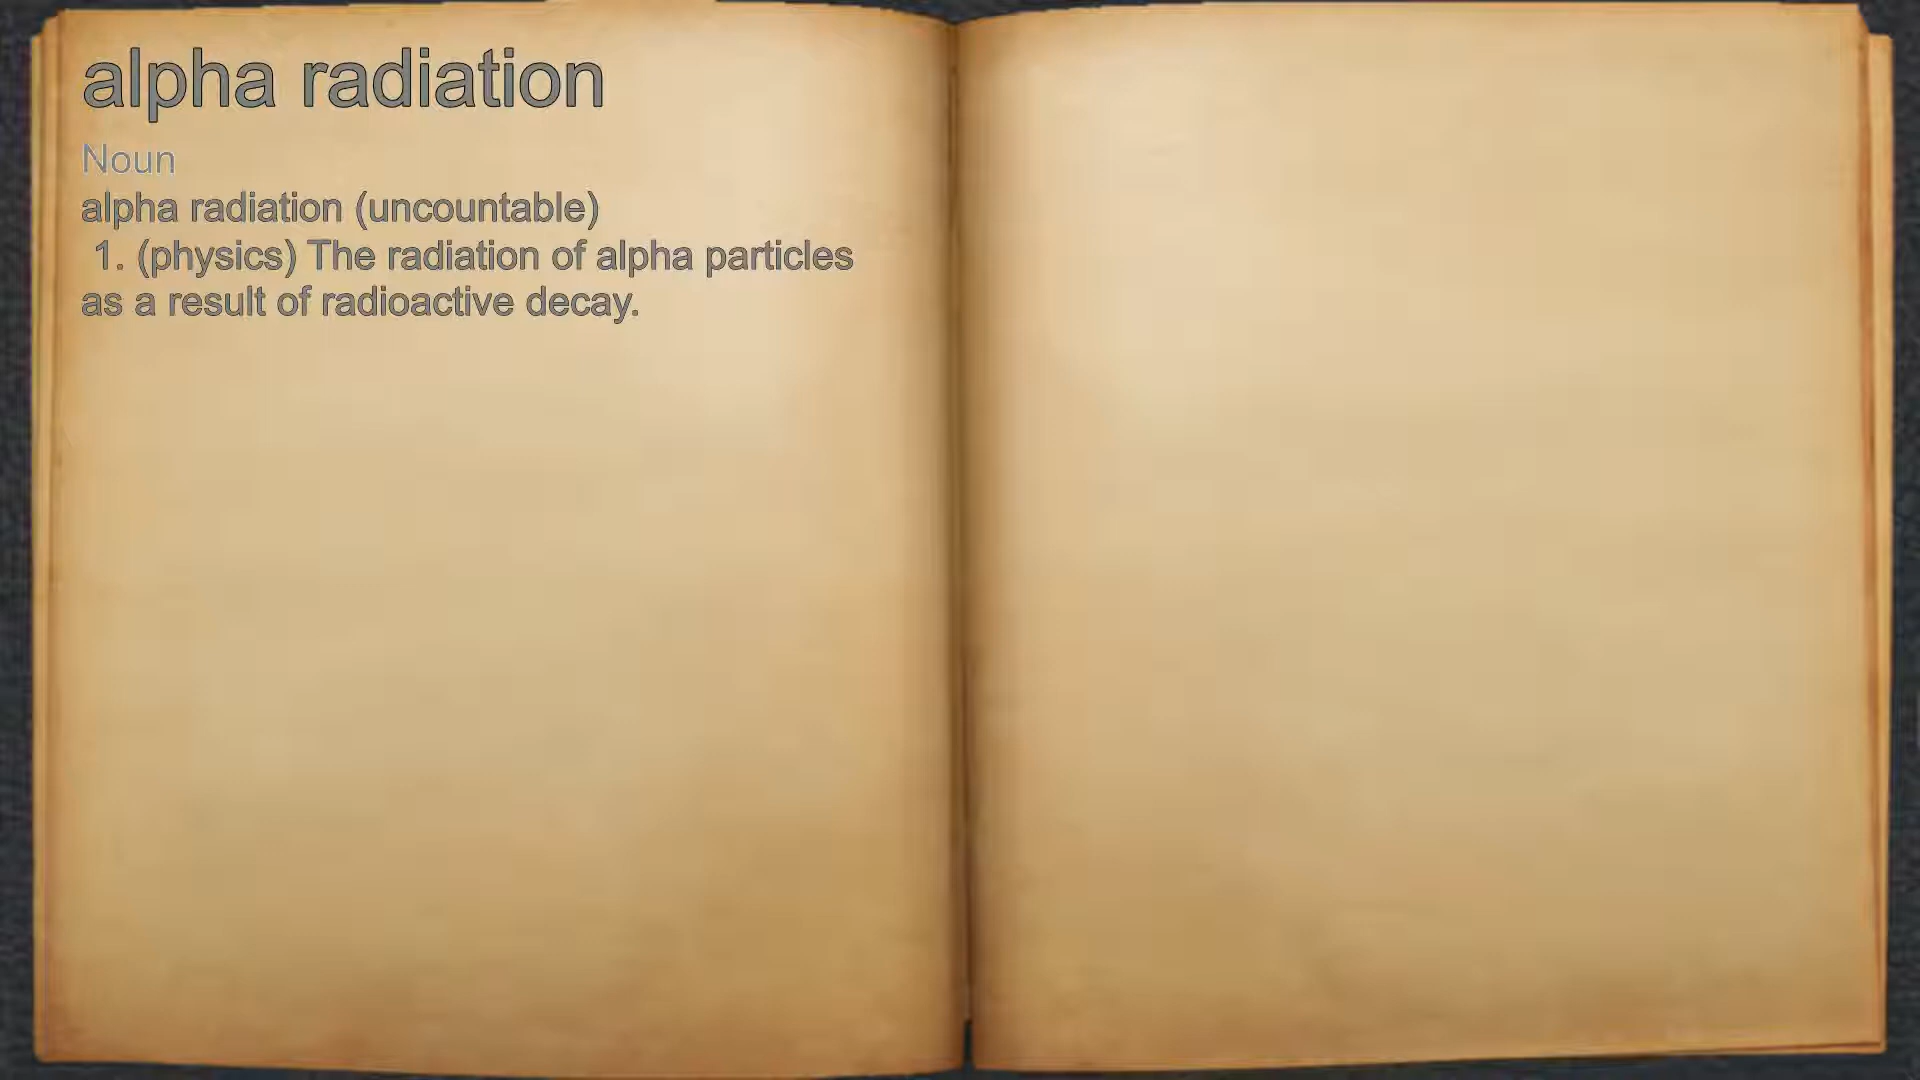 alpha radiation
Noun
alpha radiation (uncountable)
1. (physics) The radiation of alpha particles
as a result of radioactive decay.